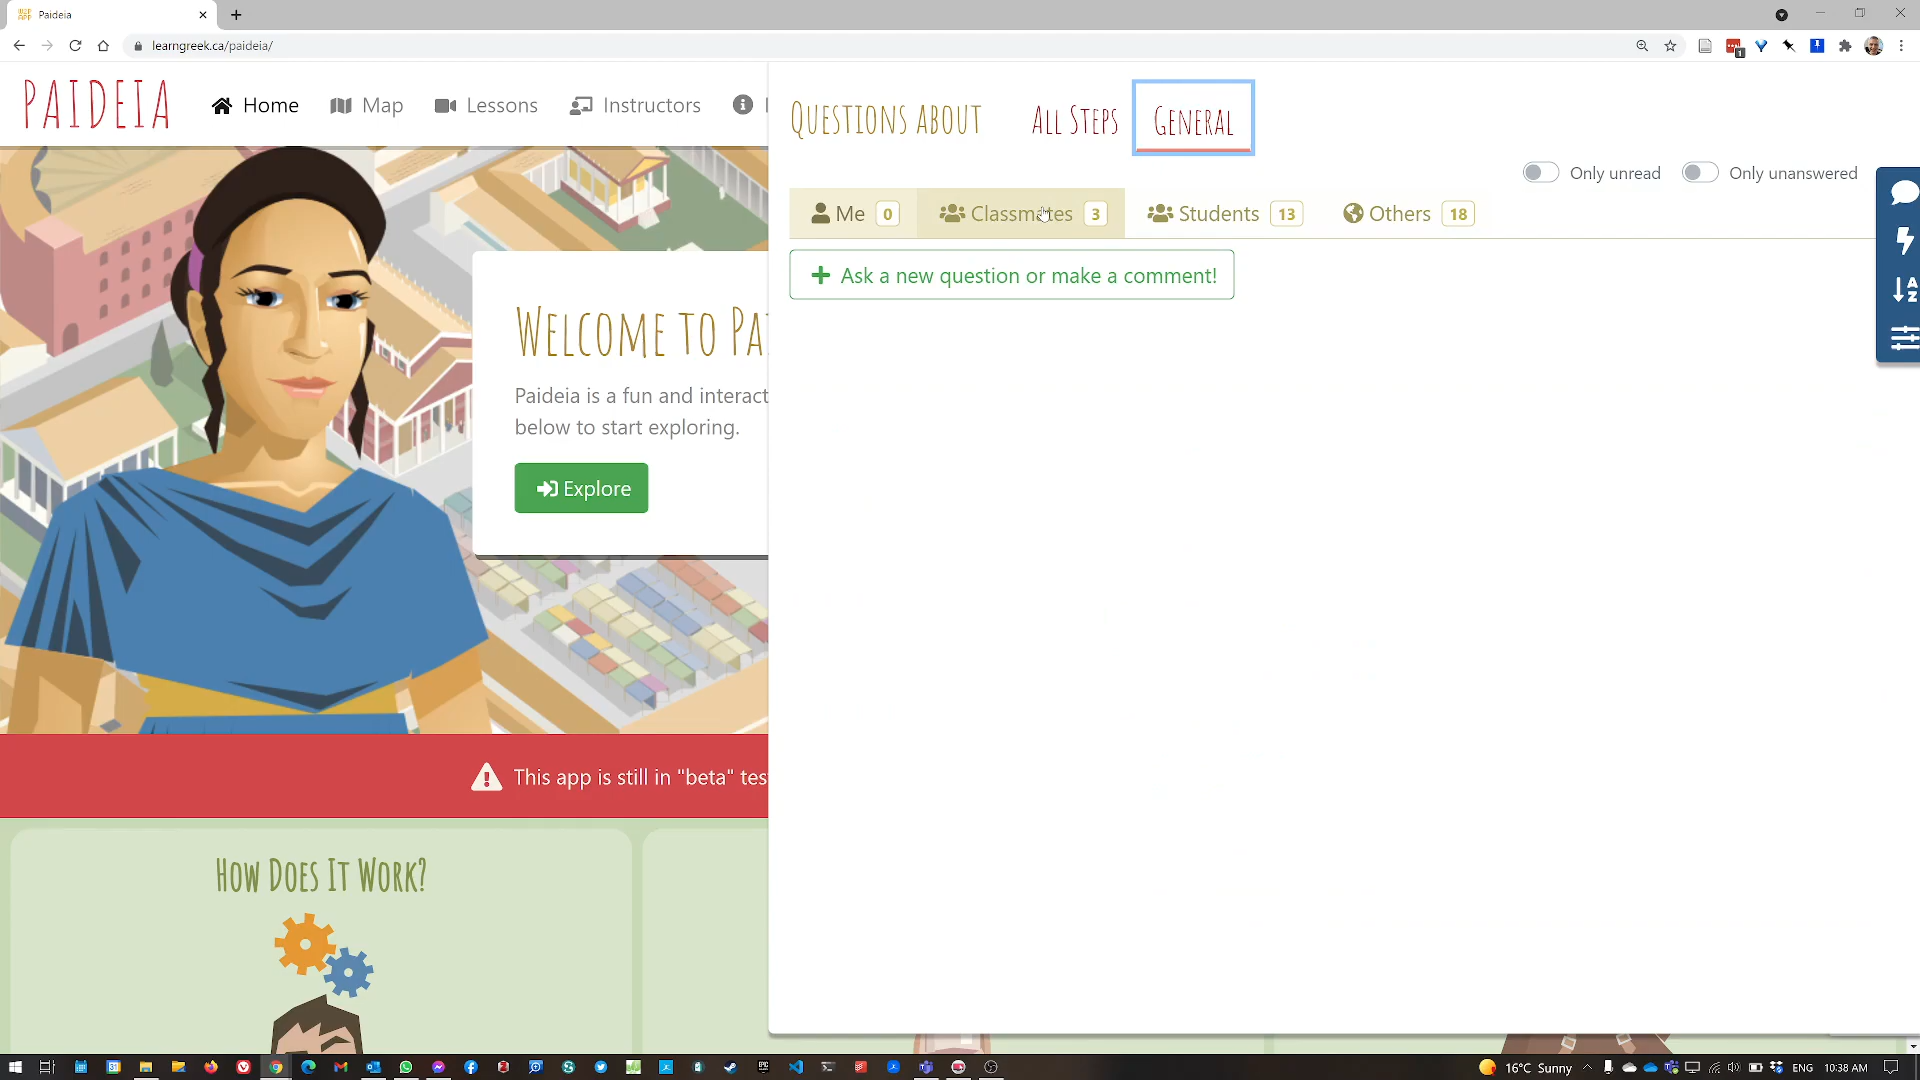 Paideia
learngreek.ca/paideia/
PAIDEIA
Home
Map
Lessons
Instructors
QUESTIONS ABOUT
ALL STEPS
GENERAL
Only unread
Only unanswered
Me 0
Classmates 3
Students 13
Others 18
Ask a new question or make a comment!
WELCOME TO PA
Paideia is a fun and interact
below to start exploring.
Explore
This app is still in "beta" tes
HOW DOES IT WORK?
16°C Sunny
ENG
10:38 AM